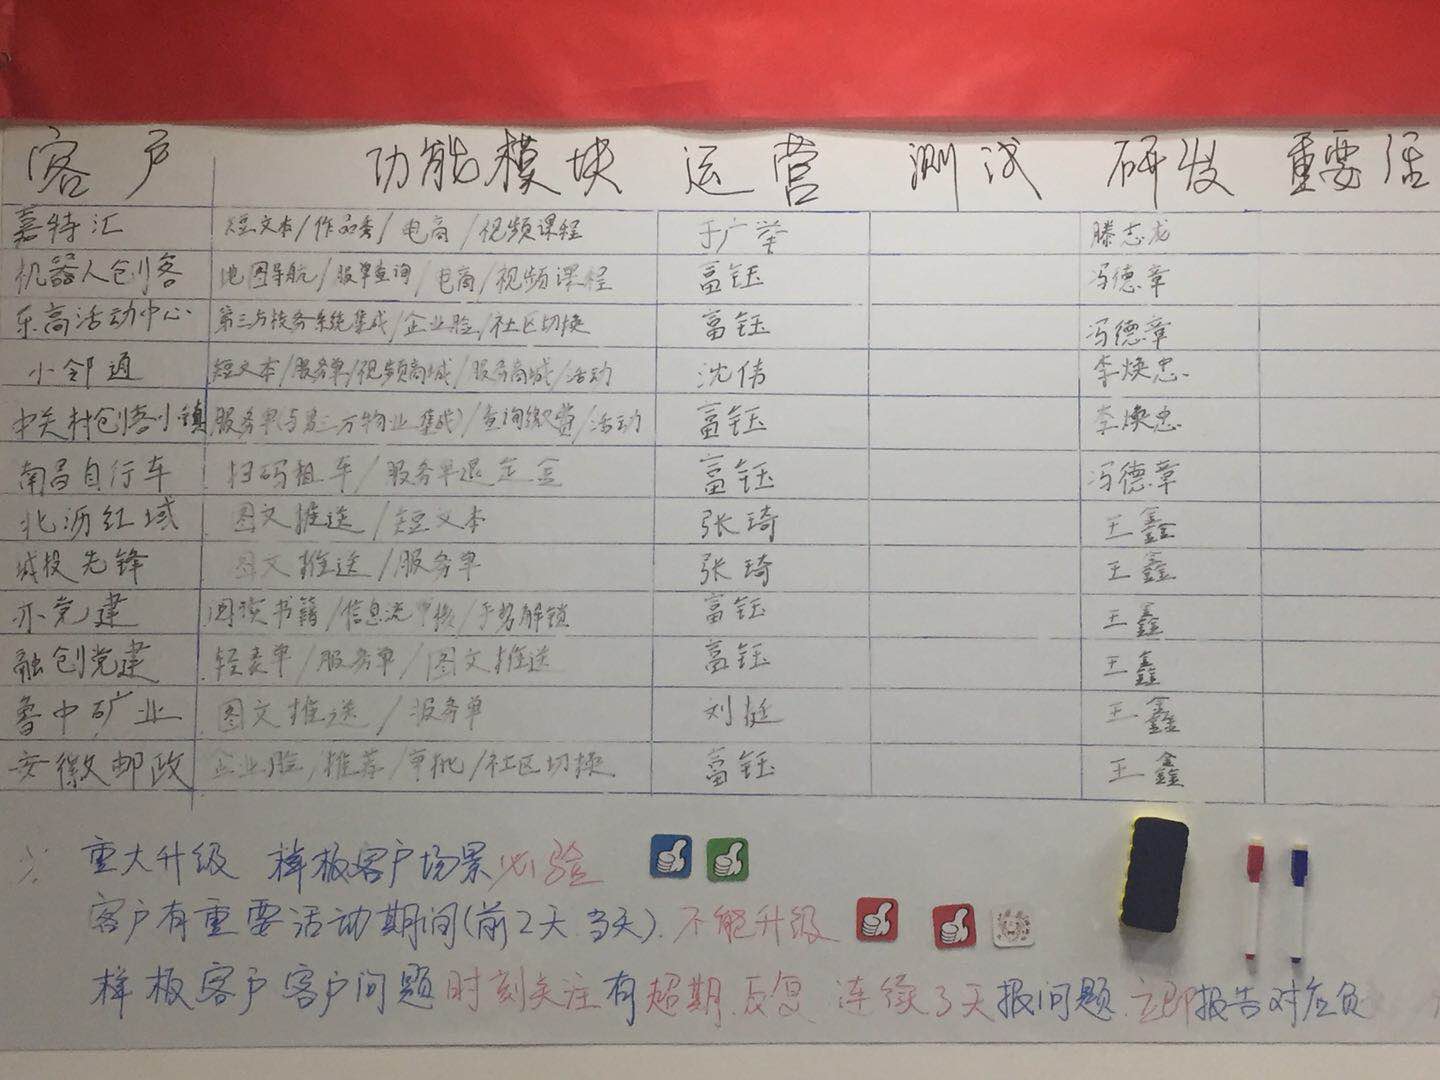 客户 功能模块 运营 测试 研发 重要活
嘉特汇 短文本/作品秀/电商/视频课程 于广举 滕志龙
机器人创客 地图导航/服单查询/电商/视频课程 富钰 冯德章
乐高活动中心 第三方校务系统集成/企业脸/社区切换 富钰 冯德章
小邻通 短文本/服务单/视频商城/服务商城/活动 沈伟 李焕忠
中关村创客小镇 服务单(与第三方物业集成)/查询缴费/活动 富钰 李焕忠
南昌自行车 扫码租车/服务单退定金 富钰 冯德章
北沥红域 图文推送/短文本 张琦 王鑫
城投先锋 图文推送/服务单 张琦 王鑫
亦党建 阅读书籍/信息流审核/手势解锁 富钰 王鑫
融创党建 轻表单/服务单/图文推送 富钰 王鑫
鲁中矿业 图文推送/服务单 刘挺 王鑫
安徽邮政 企业脸/推荐/审批/社区切换 富钰 王鑫
重大升级 样板客户场景必验
客户有重要活动期间(前2天.当天).不能升级
样板客户客户问题时刻关注有超期.反复.连续3天报问题.立即报告对应负